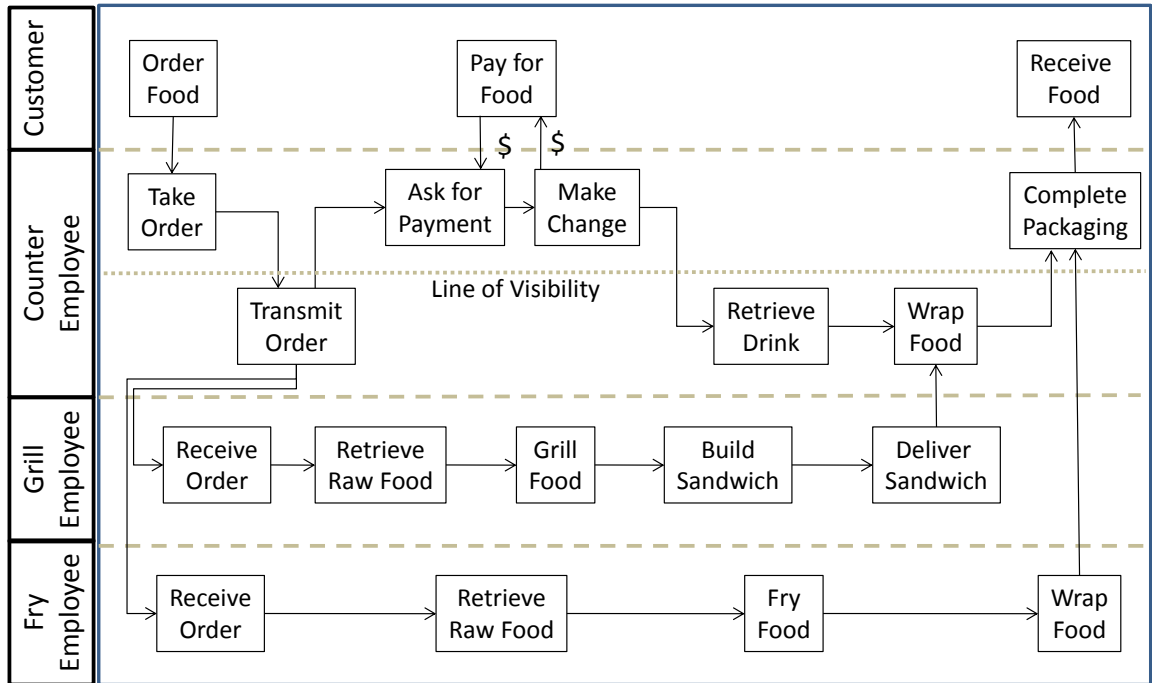 Customer
Order
Food
Pay for
Food
Receive
Food
$
$
Counter
Employee
Take
Order
Ask for
Payment
Make
Change
Complete
Packaging
Line of Visibility
Transmit
Order
Retrieve
Drink
Wrap
Food
Grill
Employee
Receive
Order
Retrieve
Raw Food
Grill
Food
Build
Sandwich
Deliver
Sandwich
Fry
Employee
Receive
Order
Retrieve
Raw Food
Fry
Food
Wrap
Food